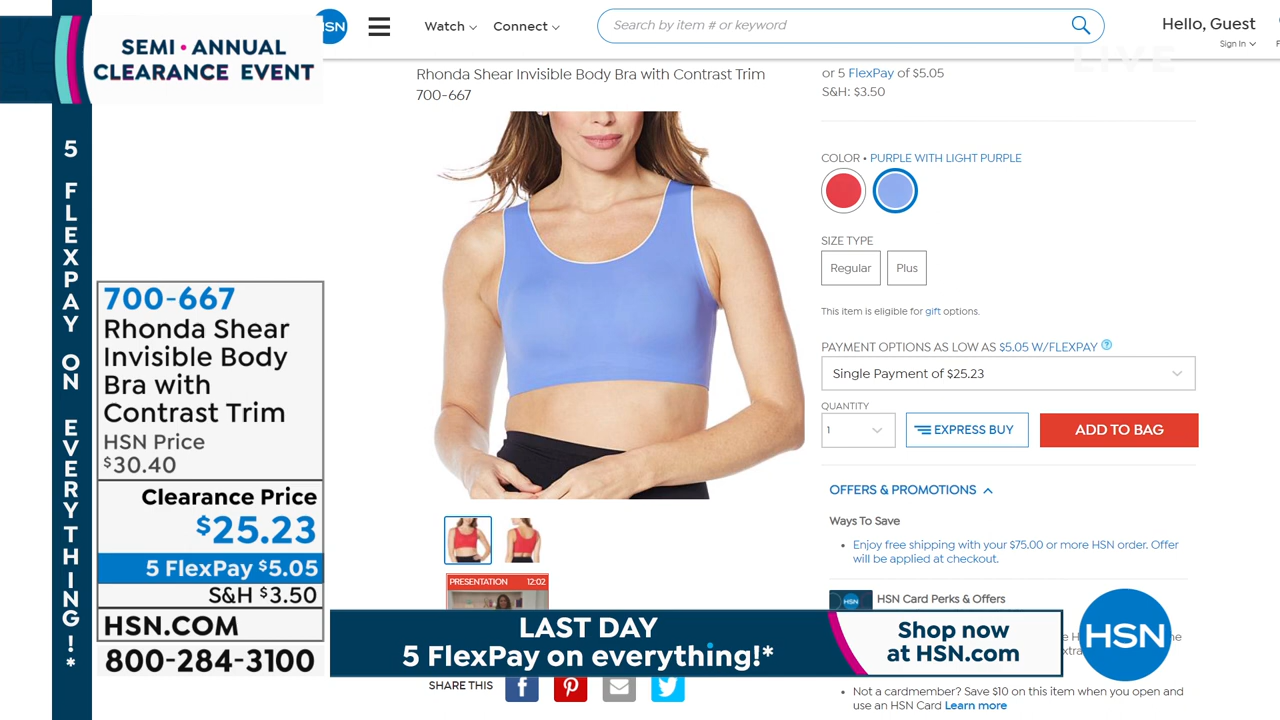 SEMI • ANNUAL
CLEARANCE EVENT
5 FLEXPAY ON EVERYTHING!*
700-667
Rhonda Shear
Invisible Body
Bra with
Contrast Trim
HSN Price
$30.40
Clearance Price
$25.23
5 FlexPay $5.05
S&H $3.50
HSN.COM
800-284-3100
HSN
Watch
Connect
Search by item # or keyword
Hello, Guest
Sign In
LIVE
Rhonda Shear Invisible Body Bra with Contrast Trim
700-667
or 5 FlexPay of $5.05
S&H: $3.50
COLOR • PURPLE WITH LIGHT PURPLE
SIZE TYPE
Regular
Plus
This item is eligible for gift options.
PAYMENT OPTIONS AS LOW AS $5.05 W/FLEXPAY ?
Single Payment of $25.23
QUANTITY
1
EXPRESS BUY
ADD TO BAG
OFFERS & PROMOTIONS
Ways To Save
• Enjoy free shipping with your $75.00 or more HSN order. Offer
will be applied at checkout.
HSN
HSN Card Perks & Offers
PRESENTATION 12:02
LAST DAY
5 FlexPay on everything!*
Shop now
at HSN.com
HSN
SHARE THIS
• Not a cardmember? Save $10 on this item when you open and
use an HSN Card Learn more